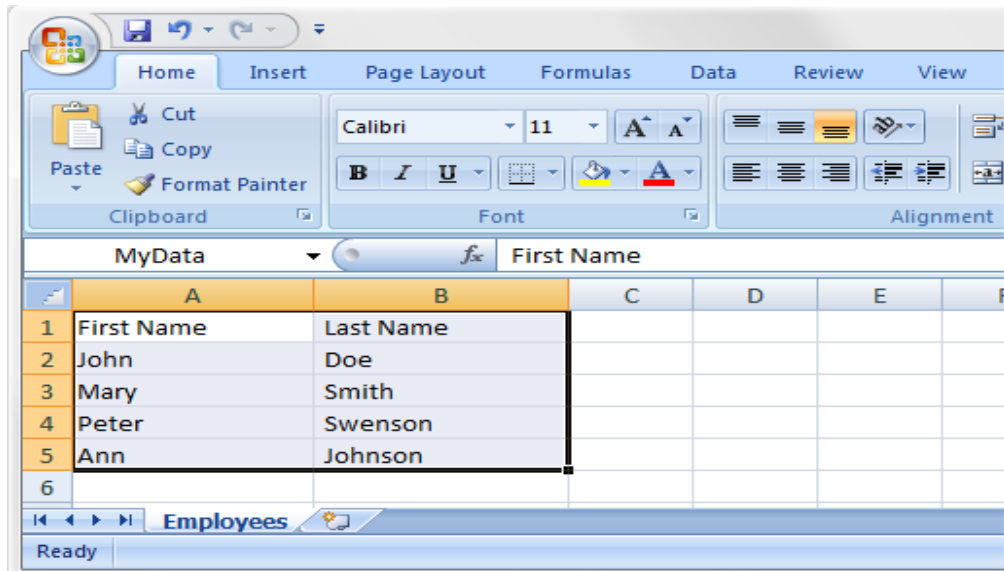 Home Insert Page Layout Formulas Data Review View
Cut
Copy
Paste
Format Painter
Clipboard
Calibri 11 A A
B I U A
Font
Alignment
MyData fx First Name
A B C D E
1 First Name Last Name
2 John Doe
3 Mary Smith
4 Peter Swenson
5 Ann Johnson
6
Employees
Ready